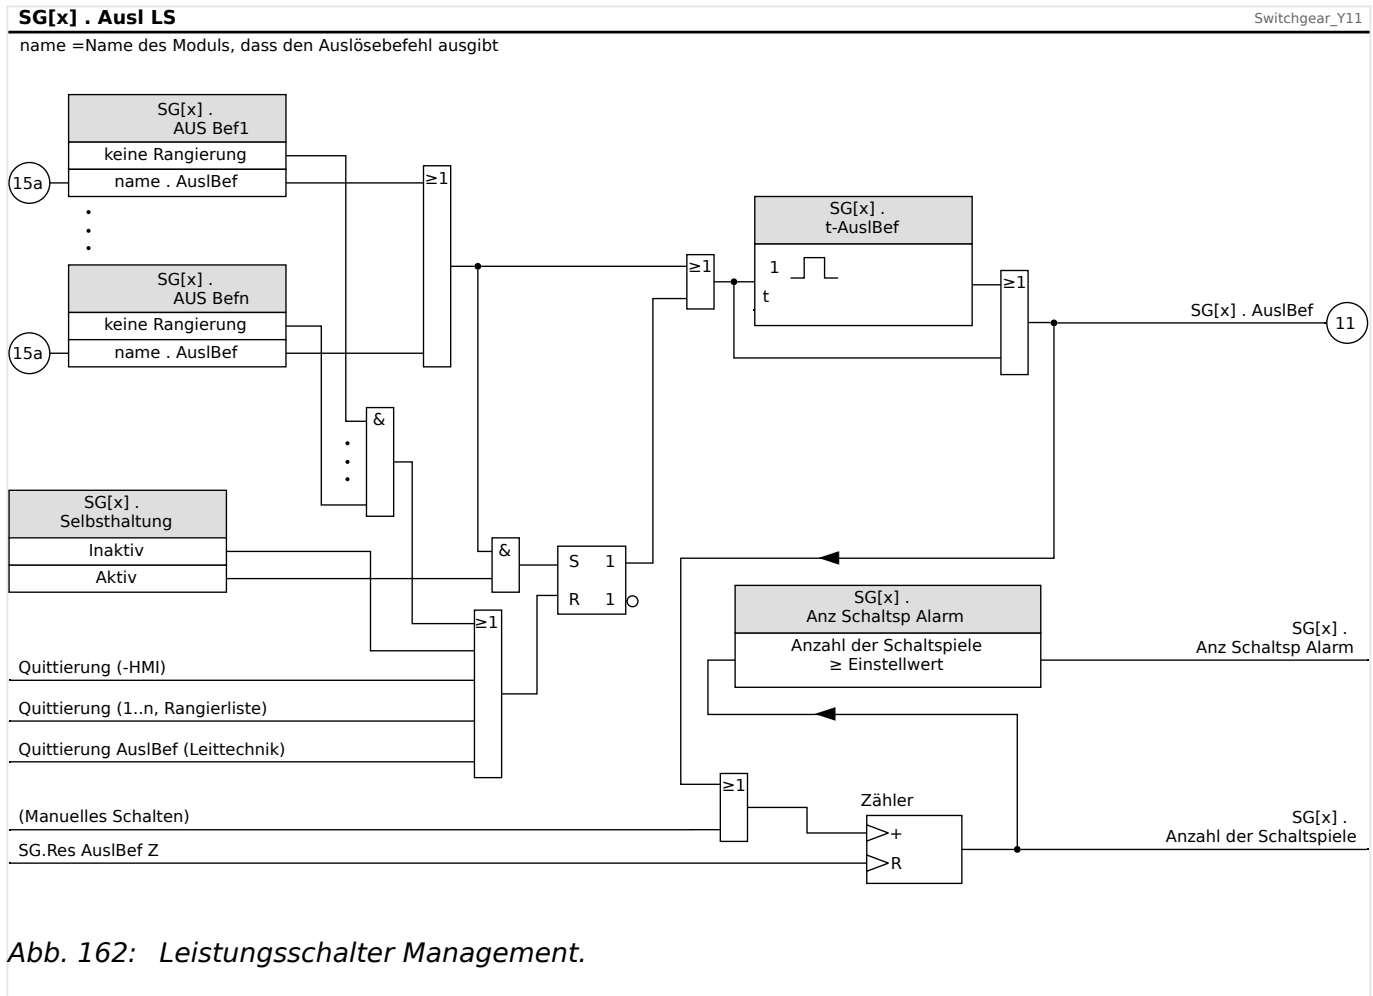 SG[x] . Ausl LS
Switchgear_Y11
name =Name des Moduls, dass den Auslösebefehl ausgibt
SG[x] .
AUS Bef1
keine Rangierung
15a
name . AuslBef
≥1
SG[x] .
t-AuslBef
1
t
≥1
≥1
SG[x] . AuslBef
11
SG[x] .
AUS Befn
keine Rangierung
15a
name . AuslBef
&
SG[x] .
Selbsthaltung
Inaktiv
Aktiv
&
S 1
R 1
≥1
Quittierung (-HMI)
Quittierung (1..n, Rangierliste)
Quittierung AuslBef (Leittechnik)
SG[x] .
Anz Schaltsp Alarm
Anzahl der Schaltspiele
≥ Einstellwert
SG[x] .
Anz Schaltsp Alarm
≥1
(Manuelles Schalten)
SG.Res AuslBef Z
Zähler
+
R
SG[x] .
Anzahl der Schaltspiele
Abb. 162: Leistungsschalter Management.